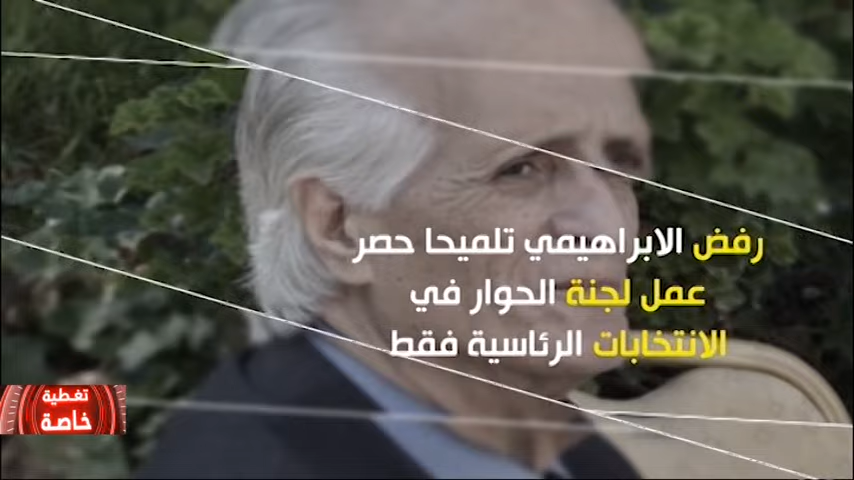 رفض الابراهيمي تلميحا حصر
عمل لجنة الحوار في
الانتخابات الرئاسية فقط
تغطية
خاصة